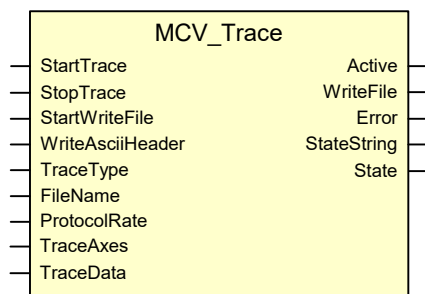 MCV_Trace
StartTrace Active
StopTrace WriteFile
StartWriteFile Error
WriteAsciiHeader StateString
TraceType State
FileName
ProtocolRate
TraceAxes
TraceData